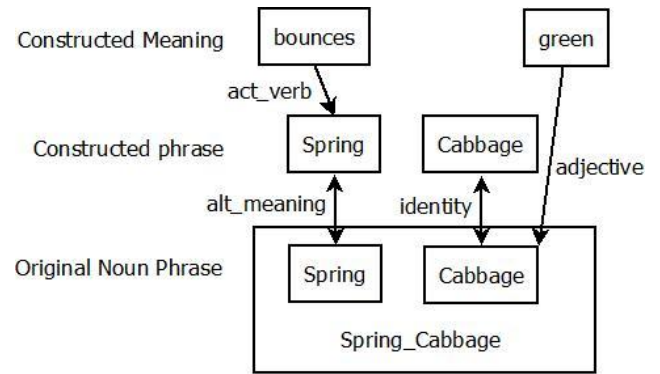 Constructed Meaning
bounces
green
act_verb
Constructed phrase
Spring
Cabbage
adjective
alt_meaning
identity
Original Noun Phrase
Spring
Cabbage
Spring_Cabbage